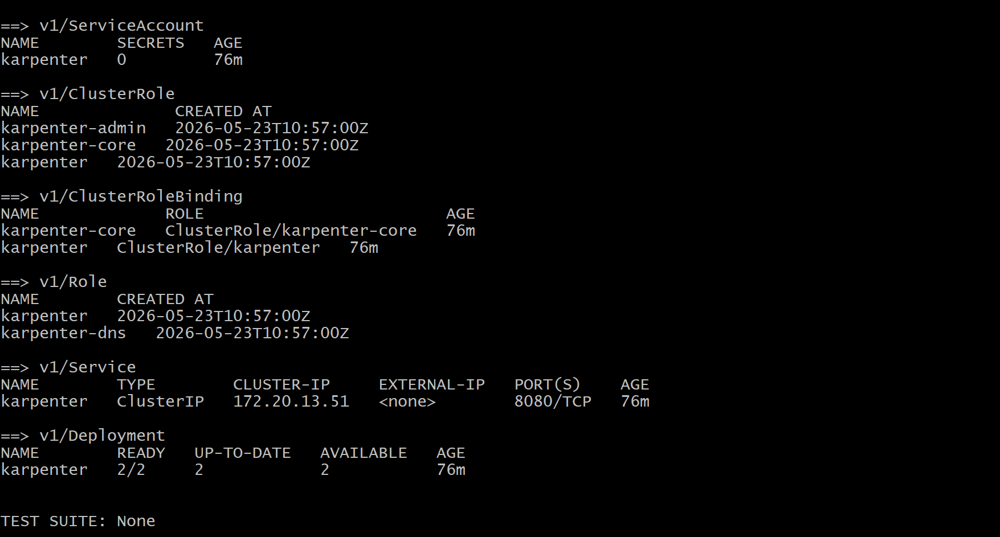 ==> v1/ServiceAccount
NAME        SECRETS   AGE
karpenter   0         76m
==> v1/ClusterRole
NAME              CREATED AT
karpenter-admin   2026-05-23T10:57:00Z
karpenter-core   2026-05-23T10:57:00Z
karpenter   2026-05-23T10:57:00Z
==> v1/ClusterRoleBinding
NAME             ROLE                         AGE
karpenter-core   ClusterRole/karpenter-core   76m
karpenter   ClusterRole/karpenter   76m
==> v1/Role
NAME        CREATED AT
karpenter   2026-05-23T10:57:00Z
karpenter-dns   2026-05-23T10:57:00Z
==> v1/Service
NAME        TYPE        CLUSTER-IP     EXTERNAL-IP   PORT(S)    AGE
karpenter   ClusterIP   172.20.13.51   <none>        8080/TCP   76m
==> v1/Deployment
NAME        READY   UP-TO-DATE   AVAILABLE   AGE
karpenter   2/2     2            2           76m
TEST SUITE: None